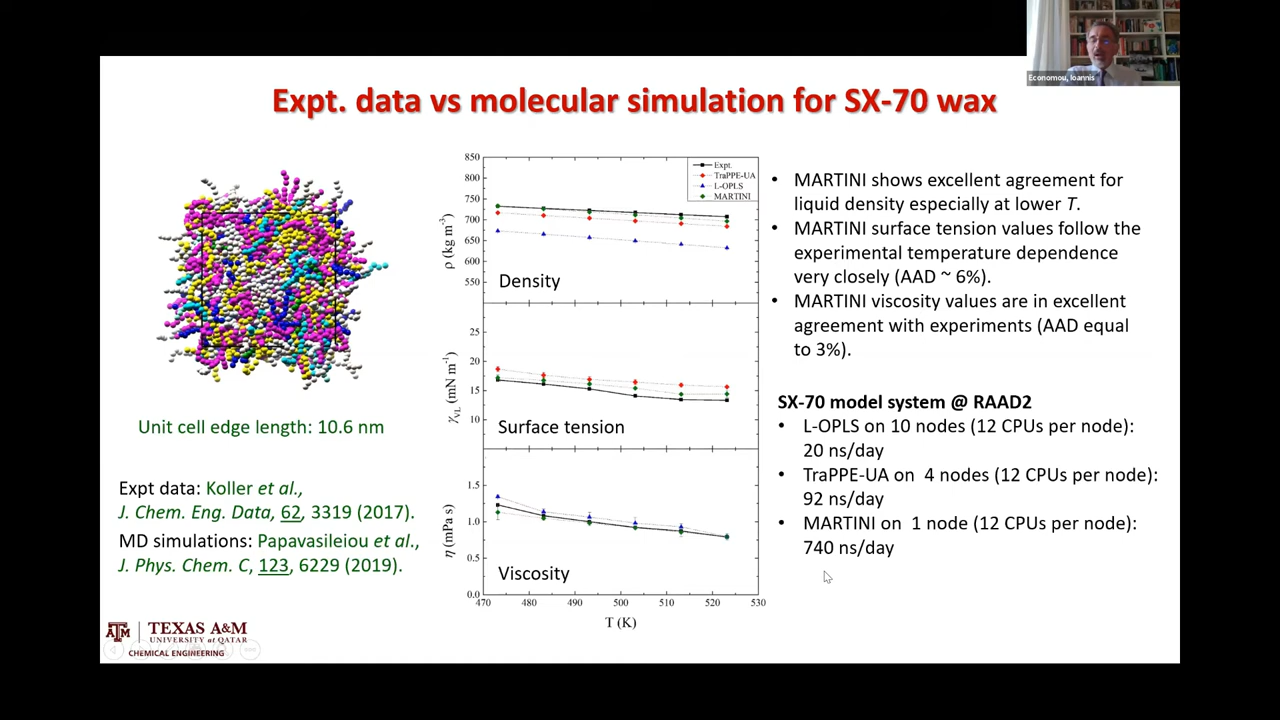 Economou, Ioannis
Expt. data vs molecular simulation for SX-70 wax
Unit cell edge length: 10.6 nm
Expt data: Koller et al.,
J. Chem. Eng. Data, 62, 3319 (2017).
MD simulations: Papavasileiou et al.,
J. Phys. Chem. C, 123, 6229 (2019).
TEXAS A&M
UNIVERSITY at QATAR
CHEMICAL ENGINEERING
850
800
750
700
650
600
550
ρ (kg m-3)
Expt.
TraPPE-UA
L-OPLS
MARTINI
Density
25
20
15
10
γVL (mN m-1)
Surface tension
1.5
1.0
0.5
0.0
η (mPa s)
Viscosity
470 480 490 500 510 520 530
T (K)
• MARTINI shows excellent agreement for
liquid density especially at lower T.
• MARTINI surface tension values follow the
experimental temperature dependence
very closely (AAD ~ 6%).
• MARTINI viscosity values are in excellent
agreement with experiments (AAD equal
to 3%).
SX-70 model system @ RAAD2
• L-OPLS on 10 nodes (12 CPUs per node):
20 ns/day
• TraPPE-UA on 4 nodes (12 CPUs per node):
92 ns/day
• MARTINI on 1 node (12 CPUs per node):
740 ns/day